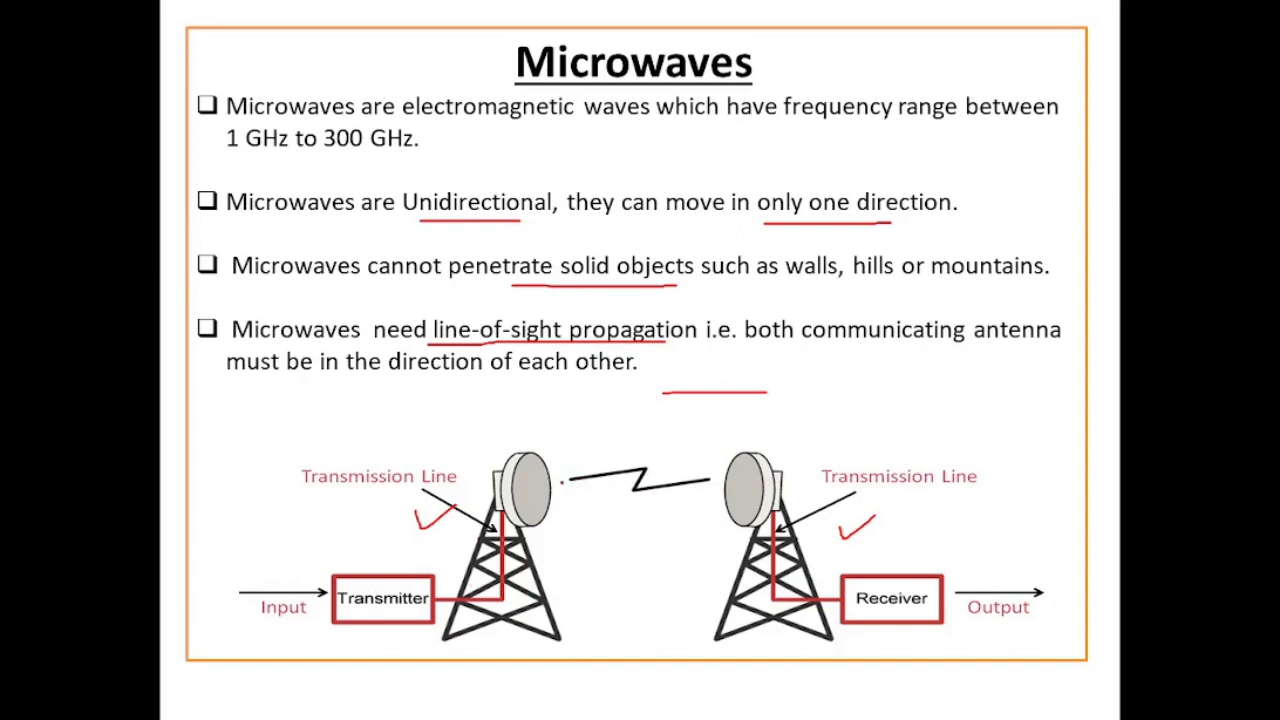 Microwaves
❑ Microwaves are electromagnetic waves which have frequency range between
1 GHz to 300 GHz.
❑ Microwaves are Unidirectional, they can move in only one direction.
❑ Microwaves cannot penetrate solid objects such as walls, hills or mountains.
❑ Microwaves need line-of-sight propagation i.e. both communicating antenna
must be in the direction of each other.
Transmission Line
Transmission Line
Transmitter
Receiver
Input
Output